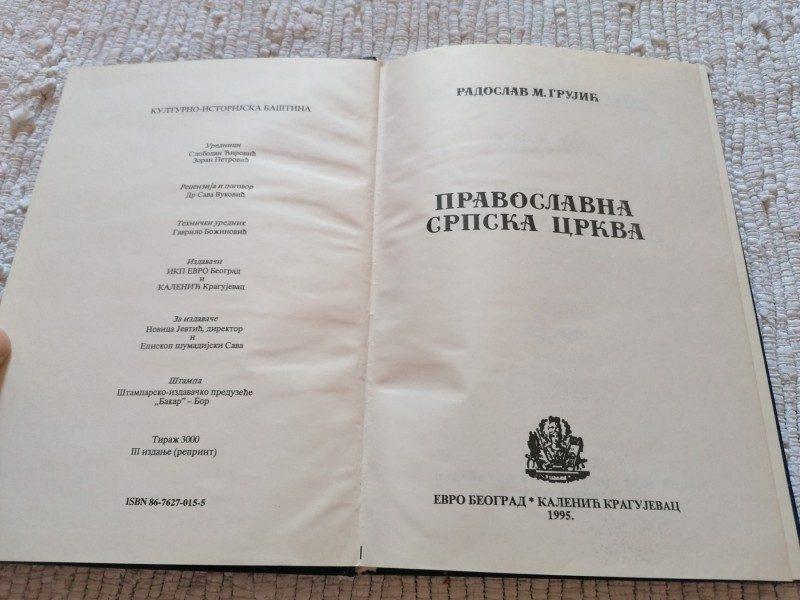 КУЛТУРНО-ИСТОРИЈСКА БАШТИНА
Уредници
Слободан Ћировић
Зоран Петровић
Рецензија и поговор
Др Сава Вуковић
Технички уредник
Гаврило Божиновић
Издавачи
ИКП ЕВРО Београд
и
КАЛЕНИЋ Крагујевац
За издаваче
Новица Јевтић, директор
и
Епископ шумадијски Сава
Штампа
Штампарско-издавачко предузеће
„Бакар” – Бор
Тираж 3000
III издање (репринт)
ISBN 86-7627-015-5
РАДОСЛАВ М. ГРУЈИЋ
ПРАВОСЛАВНА
СРПСКА ЦРКВА
ЕВРО БЕОГРАД * КАЛЕНИЋ КРАГУЈЕВАЦ
1995.